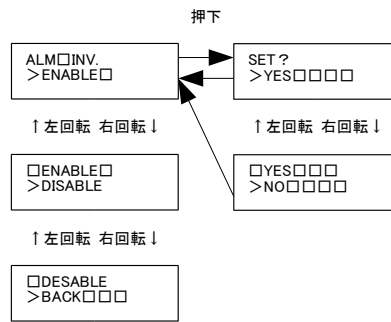 押下
ALM□INV.
>ENABLE□
SET?
>YES□□□□
↑左回転 右回転↓
↑左回転 右回転↓
□ENABLE□
>DISABLE
□YES□□□
>NO□□□□
↑左回転 右回転↓
□DESABLE
>BACK□□□